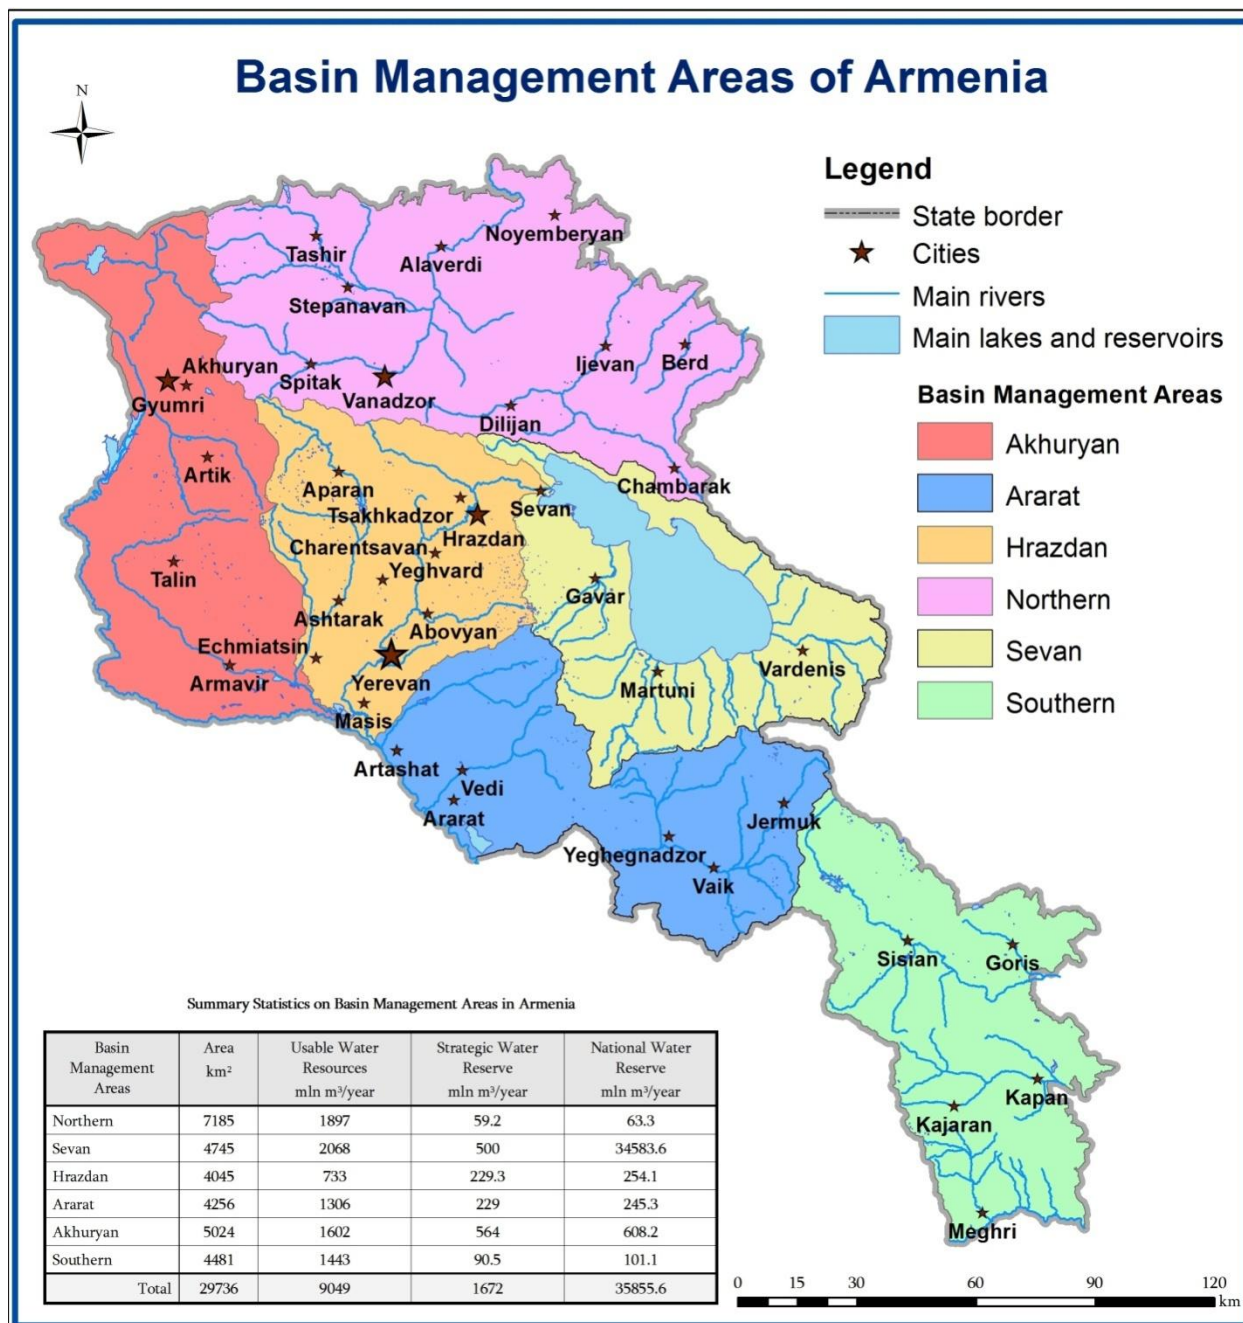 Basin Management Areas of Armenia
N
Legend
State border
Cities
Main rivers
Main lakes and reservoirs
Basin Management Areas
Akhuryan
Ararat
Hrazdan
Northern
Sevan
Southern
Noyemberyan
Tashir
Alaverdi
Stepanavan
Akhuryan
Gyumri
Spitak
Vanadzor
Ijevan
Berd
Dilijan
Artik
Aparan
Chambarak
Tsakhkadzor
Sevan
Hrazdan
Charentsavan
Yeghvard
Talin
Gavar
Ashtarak
Abovyan
Echmiatsin
Vardenis
Armavir
Yerevan
Martuni
Masis
Artashat
Vedi
Ararat
Jermuk
Yeghegnadzor
Vaik
Sisian
Goris
Kapan
Kajaran
Meghri
Summary Statistics on Basin Management Areas in Armenia
Basin Management Areas Area km² Usable Water Resources mln m³/year Strategic Water Reserve mln m³/year National Water Reserve mln m³/year
Northern 7185 1897 59.2 63.3
Sevan 4745 2068 500 34583.6
Hrazdan 4045 733 229.3 254.1
Ararat 4256 1306 229 245.3
Akhuryan 5024 1602 564 608.2
Southern 4481 1443 90.5 101.1
Total 29736 9049 1672 35855.6
0 15 30 60 90 120
km